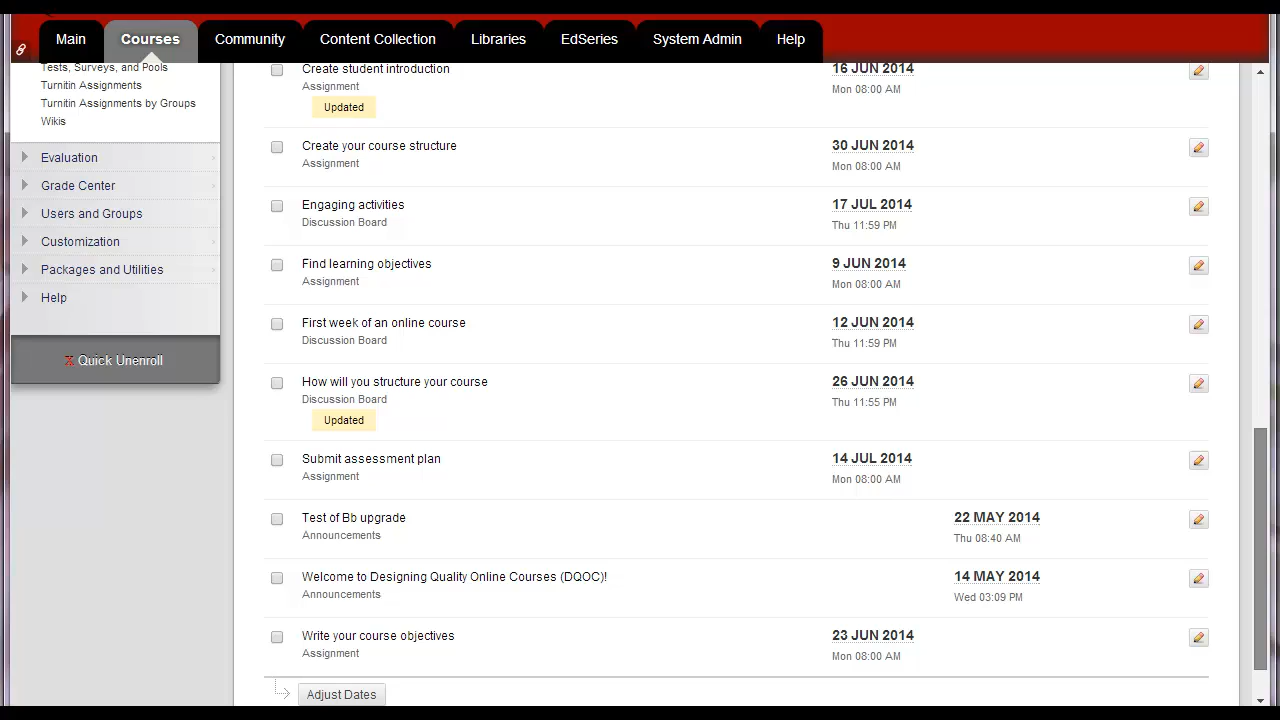 Main Courses Community Content Collection Libraries EdSeries System Admin Help
Tests, Surveys, and Pools
Turnitin Assignments
Turnitin Assignments by Groups
Wikis
Evaluation
Grade Center
Users and Groups
Customization
Packages and Utilities
Help
X Quick Unenroll
Create student introduction 16 JUN 2014
Assignment Mon 08:00 AM
Updated
Create your course structure 30 JUN 2014
Assignment Mon 08:00 AM
Engaging activities 17 JUL 2014
Discussion Board Thu 11:59 PM
Find learning objectives 9 JUN 2014
Assignment Mon 08:00 AM
First week of an online course 12 JUN 2014
Discussion Board Thu 11:59 PM
How will you structure your course 26 JUN 2014
Discussion Board Thu 11:55 PM
Updated
Submit assessment plan 14 JUL 2014
Assignment Mon 08:00 AM
Test of Bb upgrade 22 MAY 2014
Announcements Thu 08:40 AM
Welcome to Designing Quality Online Courses (DQOC)! 14 MAY 2014
Announcements Wed 03:09 PM
Write your course objectives 23 JUN 2014
Assignment Mon 08:00 AM
Adjust Dates